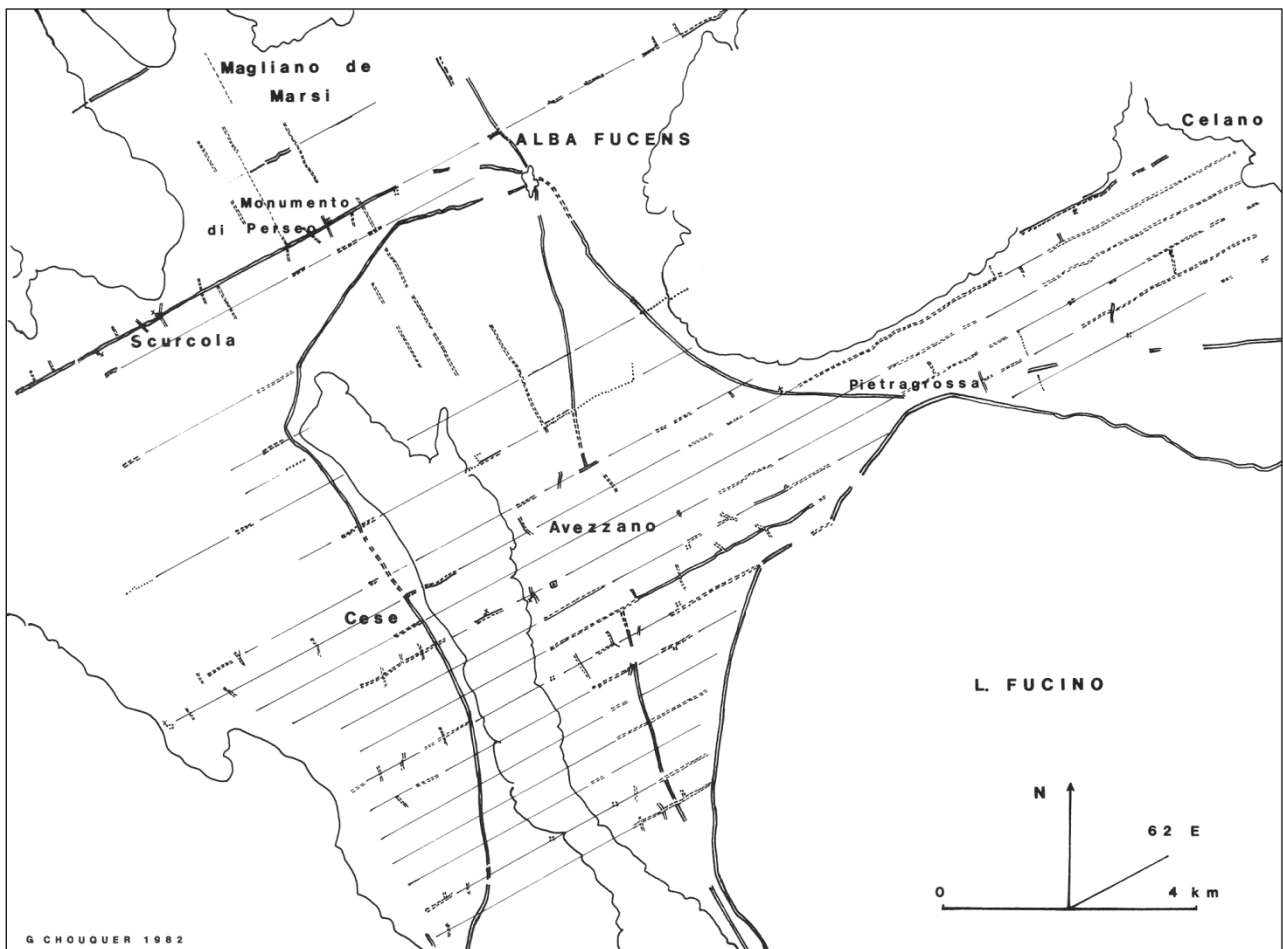 Magliano de
Marsi
ALBA FUCENS
Celano
Monumento
di Perseo
Scurcola
Pietragrossa
Avezzano
Cese
L. FUCINO
N
62 E
0 4 km
G CHOUQUER 1982